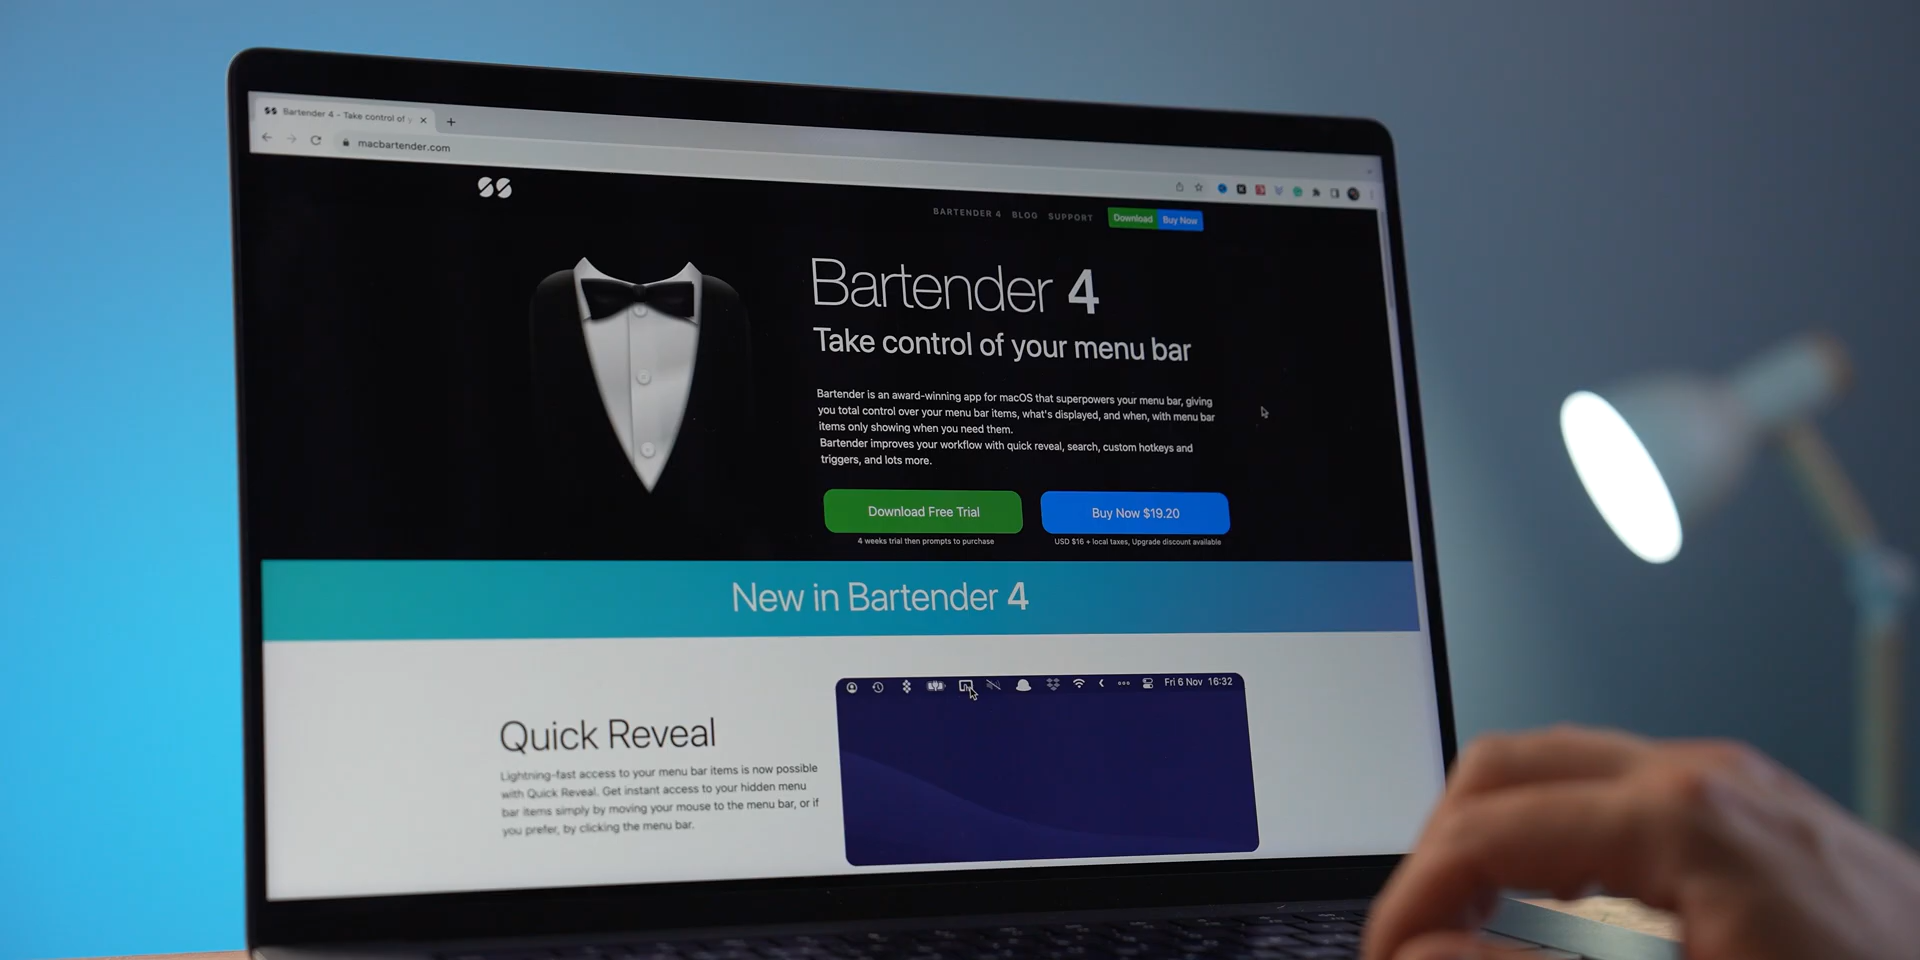 Bartender 4 - Take control of y
macbartender.com
BARTENDER 4 BLOG SUPPORT Download Buy Now
Bartender 4
Take control of your menu bar
Bartender is an award-winning app for macOS that superpowers your menu bar, giving
you total control over your menu bar items, what's displayed, and when, with menu bar
items only showing when you need them.
Bartender improves your workflow with quick reveal, search, custom hotkeys and
triggers, and lots more.
Download Free Trial
Buy Now $19.20
4 weeks trial then prompts to purchase
USD $16 + local taxes, Upgrade discount available
New in Bartender 4
Fri 6 Nov 16:32
Quick Reveal
Lightning-fast access to your menu bar items is now possible
with Quick Reveal. Get instant access to your hidden menu
bar items simply by moving your mouse to the menu bar, or if
you prefer, by clicking the menu bar.